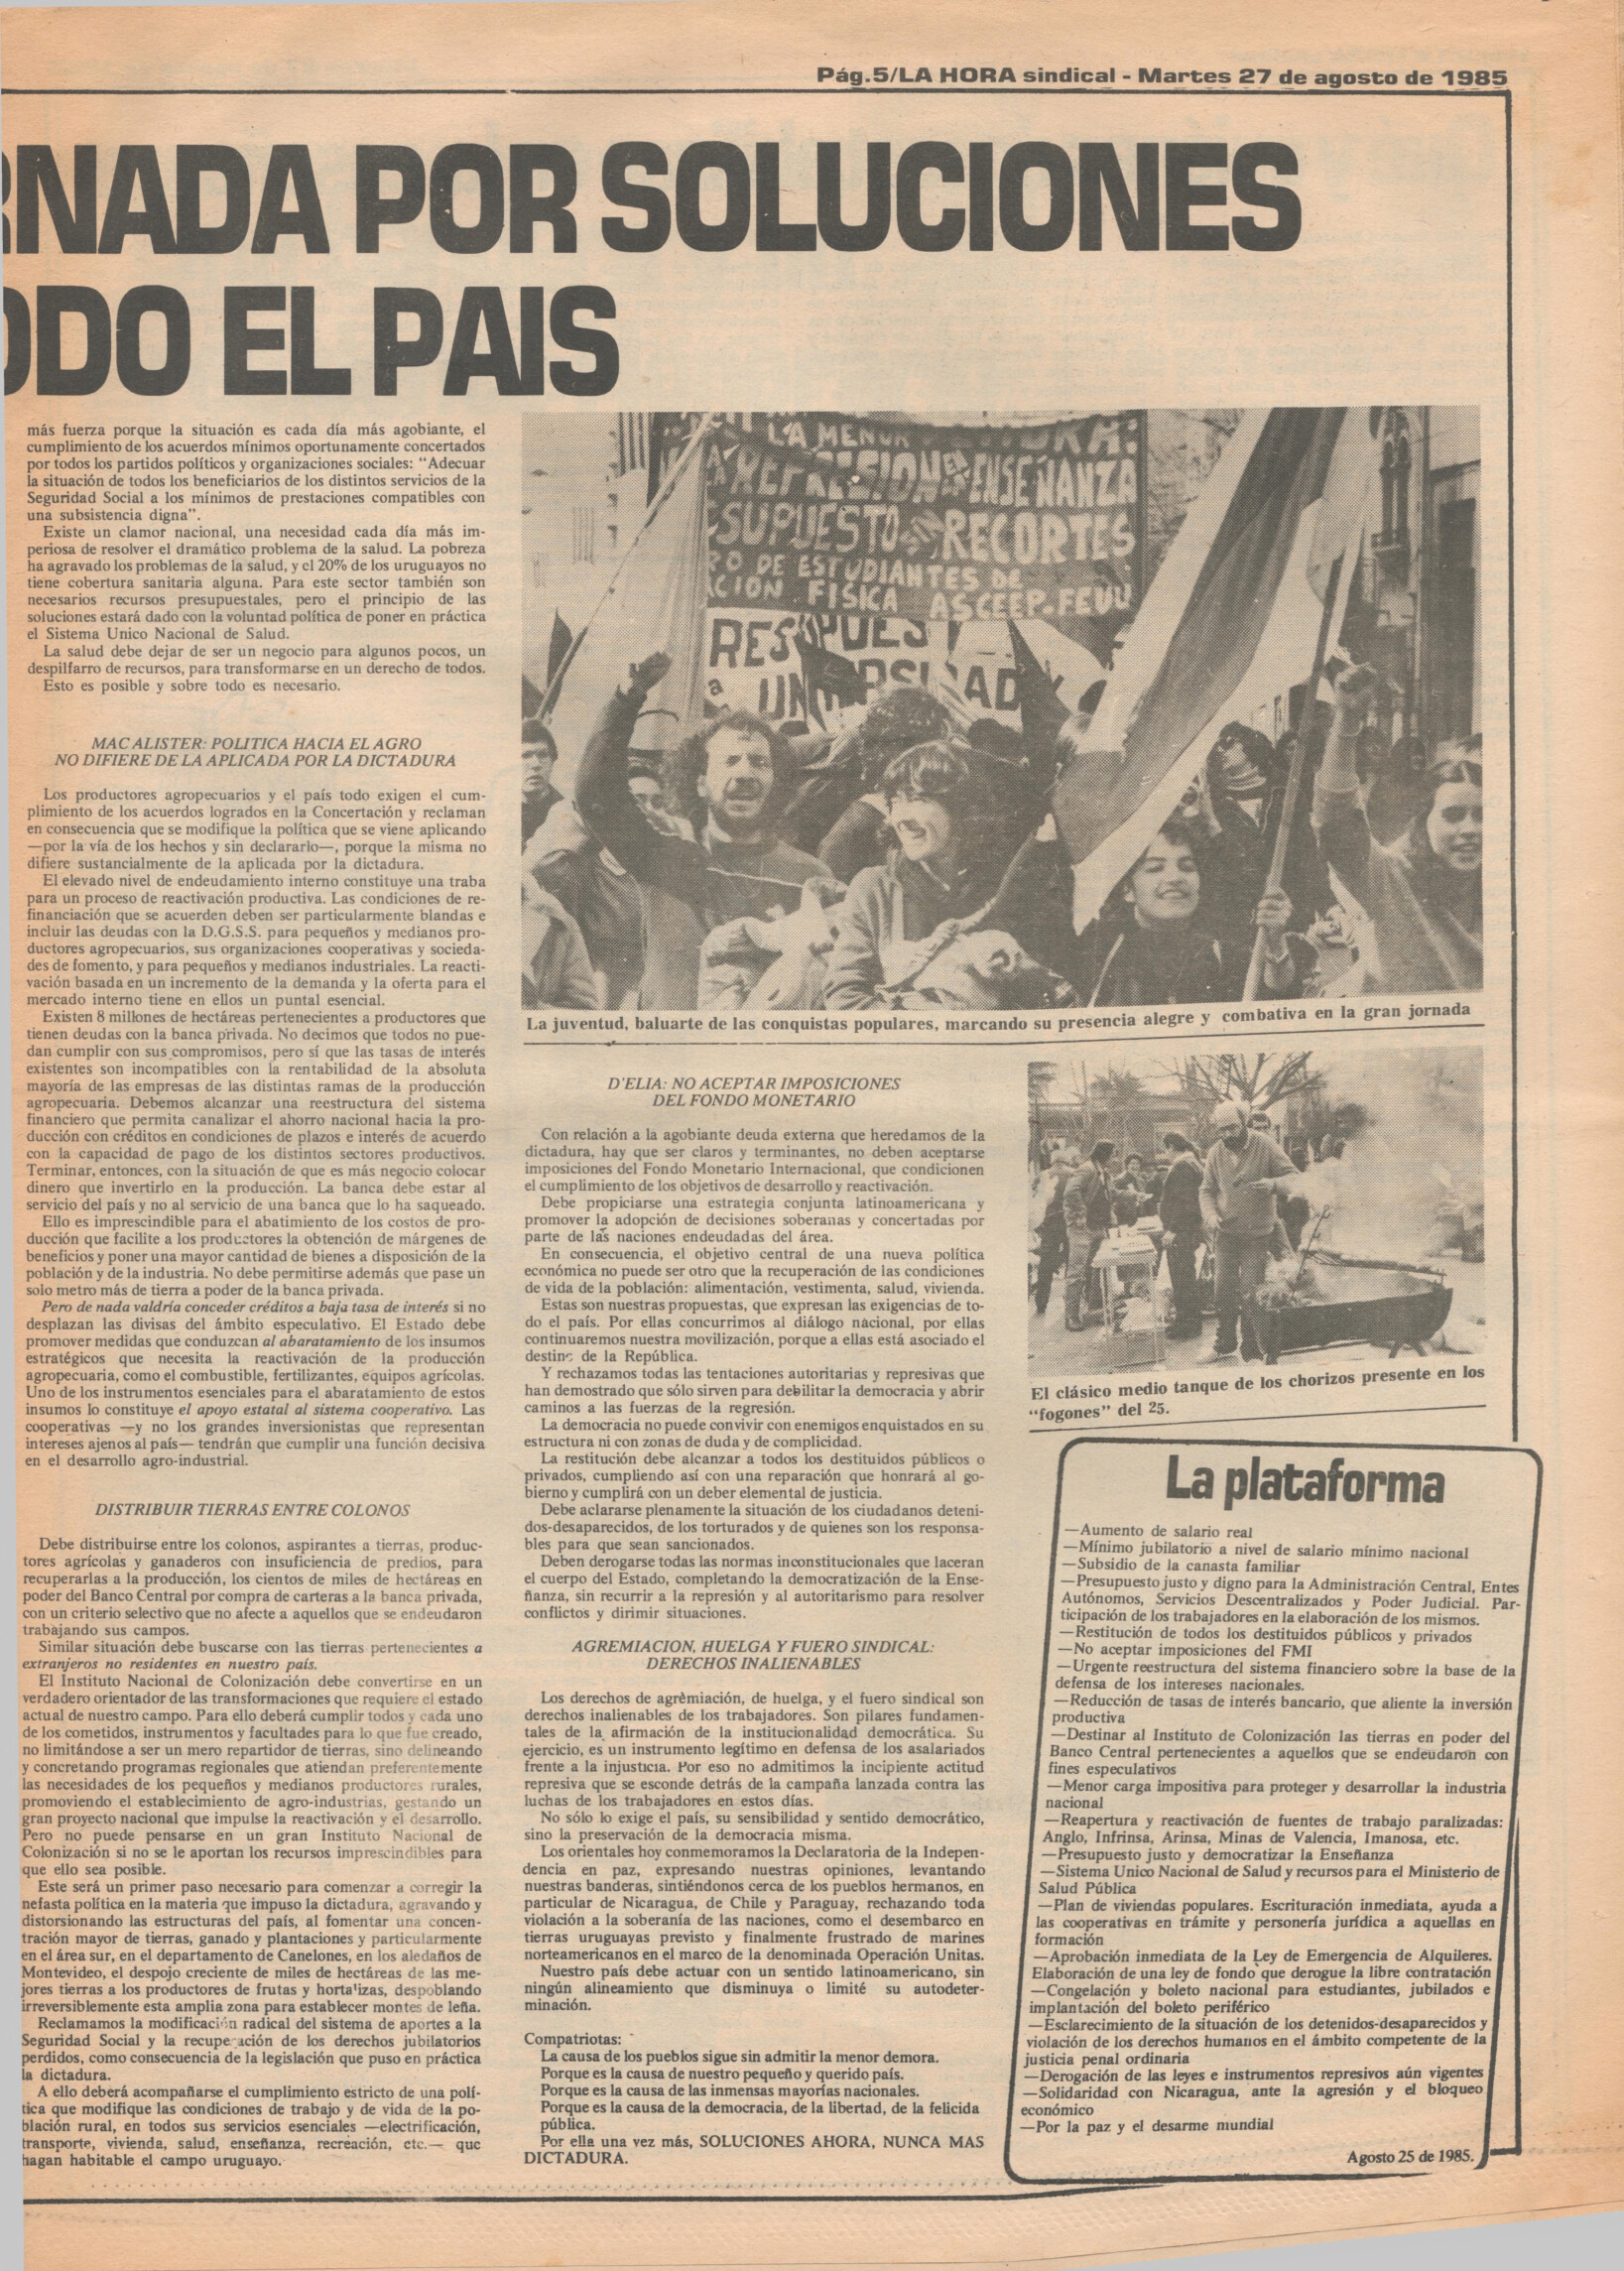 Pág.5/LA HORA sindical - Martes 27 de agosto de 1985
RNADA POR SOLUCIONES
ODO EL PAIS
más fuerza porque la situación es cada día más agobiante, el
cumplimiento de los acuerdos mínimos oportunamente concertados
por todos los partidos políticos y organizaciones sociales: "Adecuar
la situación de todos los beneficiarios de los distintos servicios de la
Seguridad Social a los mínimos de prestaciones compatibles con
una subsistencia digna".
Existe un clamor nacional, una necesidad cada día más im-
periosa de resolver el dramático problema de la salud. La pobreza
ha agravado los problemas de la salud, y el 20% de los uruguayos no
tiene cobertura sanitaria alguna. Para este sector también son
necesarios recursos presupuestales, pero el principio de las
soluciones estará dado con la voluntad política de poner en práctica
el Sistema Unico Nacional de Salud.
La salud debe dejar de ser un negocio para algunos pocos, un
despilfarro de recursos, para transformarse en un derecho de todos.
Esto es posible y sobre todo es necesario.
MAC ALISTER: POLITICA HACIA EL AGRO
NO DIFIERE DE LA APLICADA POR LA DICTADURA
Los productores agropecuarios y el país todo exigen el cum-
plimiento de los acuerdos logrados en la Concertación y reclaman
en consecuencia que se modifique la política que se viene aplicando
—por la vía de los hechos y sin declararlo—, porque la misma no
difiere sustancialmente de la aplicada por la dictadura.
El elevado nivel de endeudamiento interno constituye una traba
para un proceso de reactivación productiva. Las condiciones de re-
financiación que se acuerden deben ser particularmente blandas e
incluir las deudas con la D.G.S.S. para pequeños y medianos pro-
ductores agropecuarios, sus organizaciones cooperativas y socieda-
des de fomento, y para pequeños y medianos industriales. La reacti-
vación basada en un incremento de la demanda y la oferta para el
mercado interno tiene en ellos un puntal esencial.
Existen 8 millones de hectáreas pertenecientes a productores que
tienen deudas con la banca privada. No decimos que todos no pue-
dan cumplir con sus compromisos, pero sí que las tasas de interés
existentes son incompatibles con la rentabilidad de la absoluta
mayoría de las empresas de las distintas ramas de la producción
agropecuaria. Debemos alcanzar una reestructura del sistema
financiero que permita canalizar el ahorro nacional hacia la pro-
ducción con créditos en condiciones de plazos e interés de acuerdo
con la capacidad de pago de los distintos sectores productivos.
Terminar, entonces, con la situación de que es más negocio colocar
dinero que invertirlo en la producción. La banca debe estar al
servicio del país y no al servicio de una banca que lo ha saqueado.
Ello es imprescindible para el abatimiento de los costos de pro-
ducción que facilite a los productores la obtención de márgenes de
beneficios y poner una mayor cantidad de bienes a disposición de la
población y de la industria. No debe permitirse además que pase un
solo metro más de tierra a poder de la banca privada.
Pero de nada valdría conceder créditos a baja tasa de interés si no
desplazan las divisas del ámbito especulativo. El Estado debe
promover medidas que conduzcan al abaratamiento de los insumos
estratégicos que necesita la reactivación de la producción
agropecuaria, como el combustible, fertilizantes, equipos agrícolas.
Uno de los instrumentos esenciales para el abaratamiento de estos
insumos lo constituye el apoyo estatal al sistema cooperativo. Las
cooperativas —y no los grandes inversionistas que representan
intereses ajenos al país— tendrán que cumplir una función decisiva
en el desarrollo agro-industrial.
DISTRIBUIR TIERRAS ENTRE COLONOS
Debe distribuirse entre los colonos, aspirantes a tierras, produc-
tores agrícolas y ganaderos con insuficiencia de predios, para
recuperarlas a la producción, los cientos de miles de hectáreas en
poder del Banco Central por compra de carteras a la banca privada,
con un criterio selectivo que no afecte a aquellos que se endeudaron
trabajando sus campos.
Similar situación debe buscarse con las tierras pertenecientes a
extranjeros no residentes en nuestro país.
El Instituto Nacional de Colonización debe convertirse en un
verdadero orientador de las transformaciones que requiere el estado
actual de nuestro campo. Para ello deberá cumplir todos y cada uno
de los cometidos, instrumentos y facultades para lo que fue creado,
no limitándose a ser un mero repartidor de tierras, sino delineando
y concretando programas regionales que atiendan preferentemente
las necesidades de los pequeños y medianos productores rurales,
promoviendo el establecimiento de agro-industrias, gestando un
gran proyecto nacional que impulse la reactivación y el desarrollo.
Pero no puede pensarse en un gran Instituto Nacional de
Colonización si no se le aportan los recursos imprescindibles para
que ello sea posible.
Este será un primer paso necesario para comenzar a corregir la
nefasta política en la materia que impuso la dictadura, agravando y
distorsionando las estructuras del país, al fomentar una concen-
tración mayor de tierras, ganado y plantaciones y particularmente
en el área sur, en el departamento de Canelones, en los aledaños de
Montevideo, el despojo creciente de miles de hectáreas de las me-
jores tierras a los productores de frutas y hortalizas, despoblando
irreversiblemente esta amplia zona para establecer montes de leña.
Reclamamos la modificación radical del sistema de aportes a la
Seguridad Social y la recuperación de los derechos jubilatorios
perdidos, como consecuencia de la legislación que puso en práctica
la dictadura.
A ello deberá acompañarse el cumplimiento estricto de una polí-
tica que modifique las condiciones de trabajo y de vida de la po-
blación rural, en todos sus servicios esenciales —electrificación,
transporte, vivienda, salud, enseñanza, recreación, etc.— que
hagan habitable el campo uruguayo.
LA MENOR
ENSEÑANZA
SUPUESTO SIN RECORTES
RO DE ESTUDIANTES DE
ACION FISICA ASCEEP-FEUU
La juventud, baluarte de las conquistas populares, marcando su presencia alegre y combativa en la gran jornada
D'ELIA: NO ACEPTAR IMPOSICIONES
DEL FONDO MONETARIO
Con relación a la agobiante deuda externa que heredamos de la
dictadura, hay que ser claros y terminantes, no deben aceptarse
imposiciones del Fondo Monetario Internacional, que condicionen
el cumplimiento de los objetivos de desarrollo y reactivación.
Debe propiciarse una estrategia conjunta latinoamericana y
promover la adopción de decisiones soberanas y concertadas por
parte de las naciones endeudadas del área.
En consecuencia, el objetivo central de una nueva política
económica no puede ser otro que la recuperación de las condiciones
de vida de la población: alimentación, vestimenta, salud, vivienda.
Estas son nuestras propuestas, que expresan las exigencias de to-
do el país. Por ellas concurrimos al diálogo nacional, por ellas
continuaremos nuestra movilización, porque a ellas está asociado el
destino de la República.
Y rechazamos todas las tentaciones autoritarias y represivas que
han demostrado que sólo sirven para debilitar la democracia y abrir
caminos a las fuerzas de la regresión.
La democracia no puede convivir con enemigos enquistados en su
estructura ni con zonas de duda y de complicidad.
La restitución debe alcanzar a todos los destituidos públicos o
privados, cumpliendo así con una reparación que honrará al go-
bierno y cumplirá con un deber elemental de justicia.
Debe aclararse plenamente la situación de los ciudadanos deteni-
dos-desaparecidos, de los torturados y de quienes son los responsa-
bles para que sean sancionados.
Deben derogarse todas las normas inconstitucionales que laceran
el cuerpo del Estado, completando la democratización de la Ense-
ñanza, sin recurrir a la represión y al autoritarismo para resolver
conflictos y dirimir situaciones.
AGREMIACION, HUELGA Y FUERO SINDICAL:
DERECHOS INALIENABLES
Los derechos de agremiación, de huelga, y el fuero sindical son
derechos inalienables de los trabajadores. Son pilares fundamen-
tales de la afirmación de la institucionalidad democrática. Su
ejercicio, es un instrumento legítimo en defensa de los asalariados
frente a la injusticia. Por eso no admitimos la incipiente actitud
represiva que se esconde detrás de la campaña lanzada contra las
luchas de los trabajadores en estos días.
No sólo lo exige el país, su sensibilidad y sentido democrático,
sino la preservación de la democracia misma.
Los orientales hoy conmemoramos la Declaratoria de la Indepen-
dencia en paz, expresando nuestras opiniones, levantando
nuestras banderas, sintiéndonos cerca de los pueblos hermanos, en
particular de Nicaragua, de Chile y Paraguay, rechazando toda
violación a la soberanía de las naciones, como el desembarco en
tierras uruguayas previsto y finalmente frustrado de marines
norteamericanos en el marco de la denominada Operación Unitas.
Nuestro país debe actuar con un sentido latinoamericano, sin
ningún alineamiento que disminuya o limité su autodeter-
minación.
Compatriotas:
La causa de los pueblos sigue sin admitir la menor demora.
Porque es la causa de nuestro pequeño y querido país.
Porque es la causa de las inmensas mayorías nacionales.
Porque es la causa de la democracia, de la libertad, de la felicida
pública.
Por ella una vez más, SOLUCIONES AHORA, NUNCA MAS
DICTADURA.
El clásico medio tanque de los chorizos presente en los
"fogones" del 25.
La plataforma
—Aumento de salario real
—Mínimo jubilatorio a nivel de salario mínimo nacional
—Subsidio de la canasta familiar
—Presupuesto justo y digno para la Administración Central, Entes
Autónomos, Servicios Descentralizados y Poder Judicial. Par-
ticipación de los trabajadores en la elaboración de los mismos.
—Restitución de todos los destituidos públicos y privados
—No aceptar imposiciones del FMI
—Urgente reestructura del sistema financiero sobre la base de la
defensa de los intereses nacionales.
—Reducción de tasas de interés bancario, que aliente la inversión
productiva
—Destinar al Instituto de Colonización las tierras en poder del
Banco Central pertenecientes a aquellos que se endeudaron con
fines especulativos
—Menor carga impositiva para proteger y desarrollar la industria
nacional
—Reapertura y reactivación de fuentes de trabajo paralizadas:
Anglo, Infrinsa, Arinsa, Minas de Valencia, Imanosa, etc.
—Presupuesto justo y democratizar la Enseñanza
—Sistema Unico Nacional de Salud y recursos para el Ministerio de
Salud Pública
—Plan de viviendas populares. Escrituración inmediata, ayuda a
las cooperativas en trámite y personería jurídica a aquellas en
formación
—Aprobación inmediata de la Ley de Emergencia de Alquileres.
Elaboración de una ley de fondo que derogue la libre contratación
—Congelación y boleto nacional para estudiantes, jubilados e
implantación del boleto periférico
—Esclarecimiento de la situación de los detenidos-desaparecidos y
violación de los derechos humanos en el ámbito competente de la
justicia penal ordinaria
—Derogación de las leyes e instrumentos represivos aún vigentes
—Solidaridad con Nicaragua, ante la agresión y el bloqueo
económico
—Por la paz y el desarme mundial
Agosto 25 de 1985.